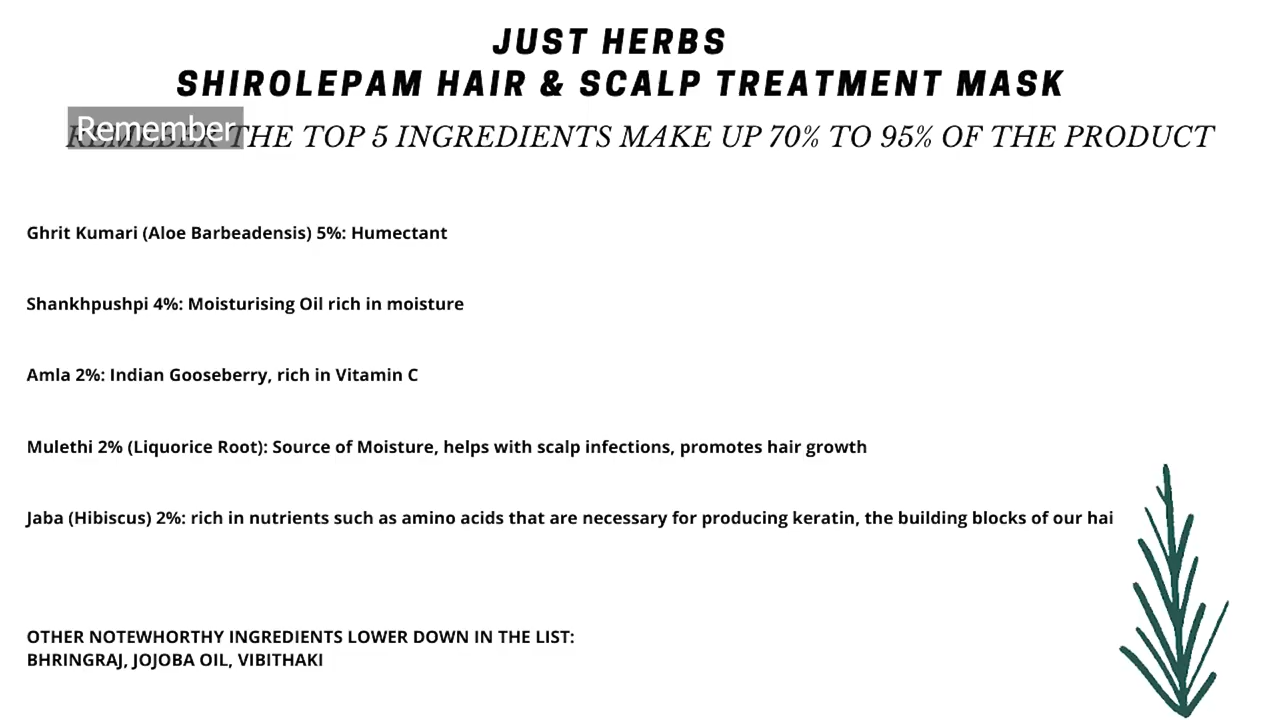 JUST HERBS
SHIROLEPAM HAIR & SCALP TREATMENT MASK
Remember
REMEBER THE TOP 5 INGREDIENTS MAKE UP 70% TO 95% OF THE PRODUCT
Ghrit Kumari (Aloe Barbeadensis) 5%: Humectant
Shankhpushpi 4%: Moisturising Oil rich in moisture
Amla 2%: Indian Gooseberry, rich in Vitamin C
Mulethi 2% (Liquorice Root): Source of Moisture, helps with scalp infections, promotes hair growth
Jaba (Hibiscus) 2%: rich in nutrients such as amino acids that are necessary for producing keratin, the building blocks of our hai
OTHER NOTEWHORTHY INGREDIENTS LOWER DOWN IN THE LIST:
BHRINGRAJ, JOJOBA OIL, VIBITHAKI